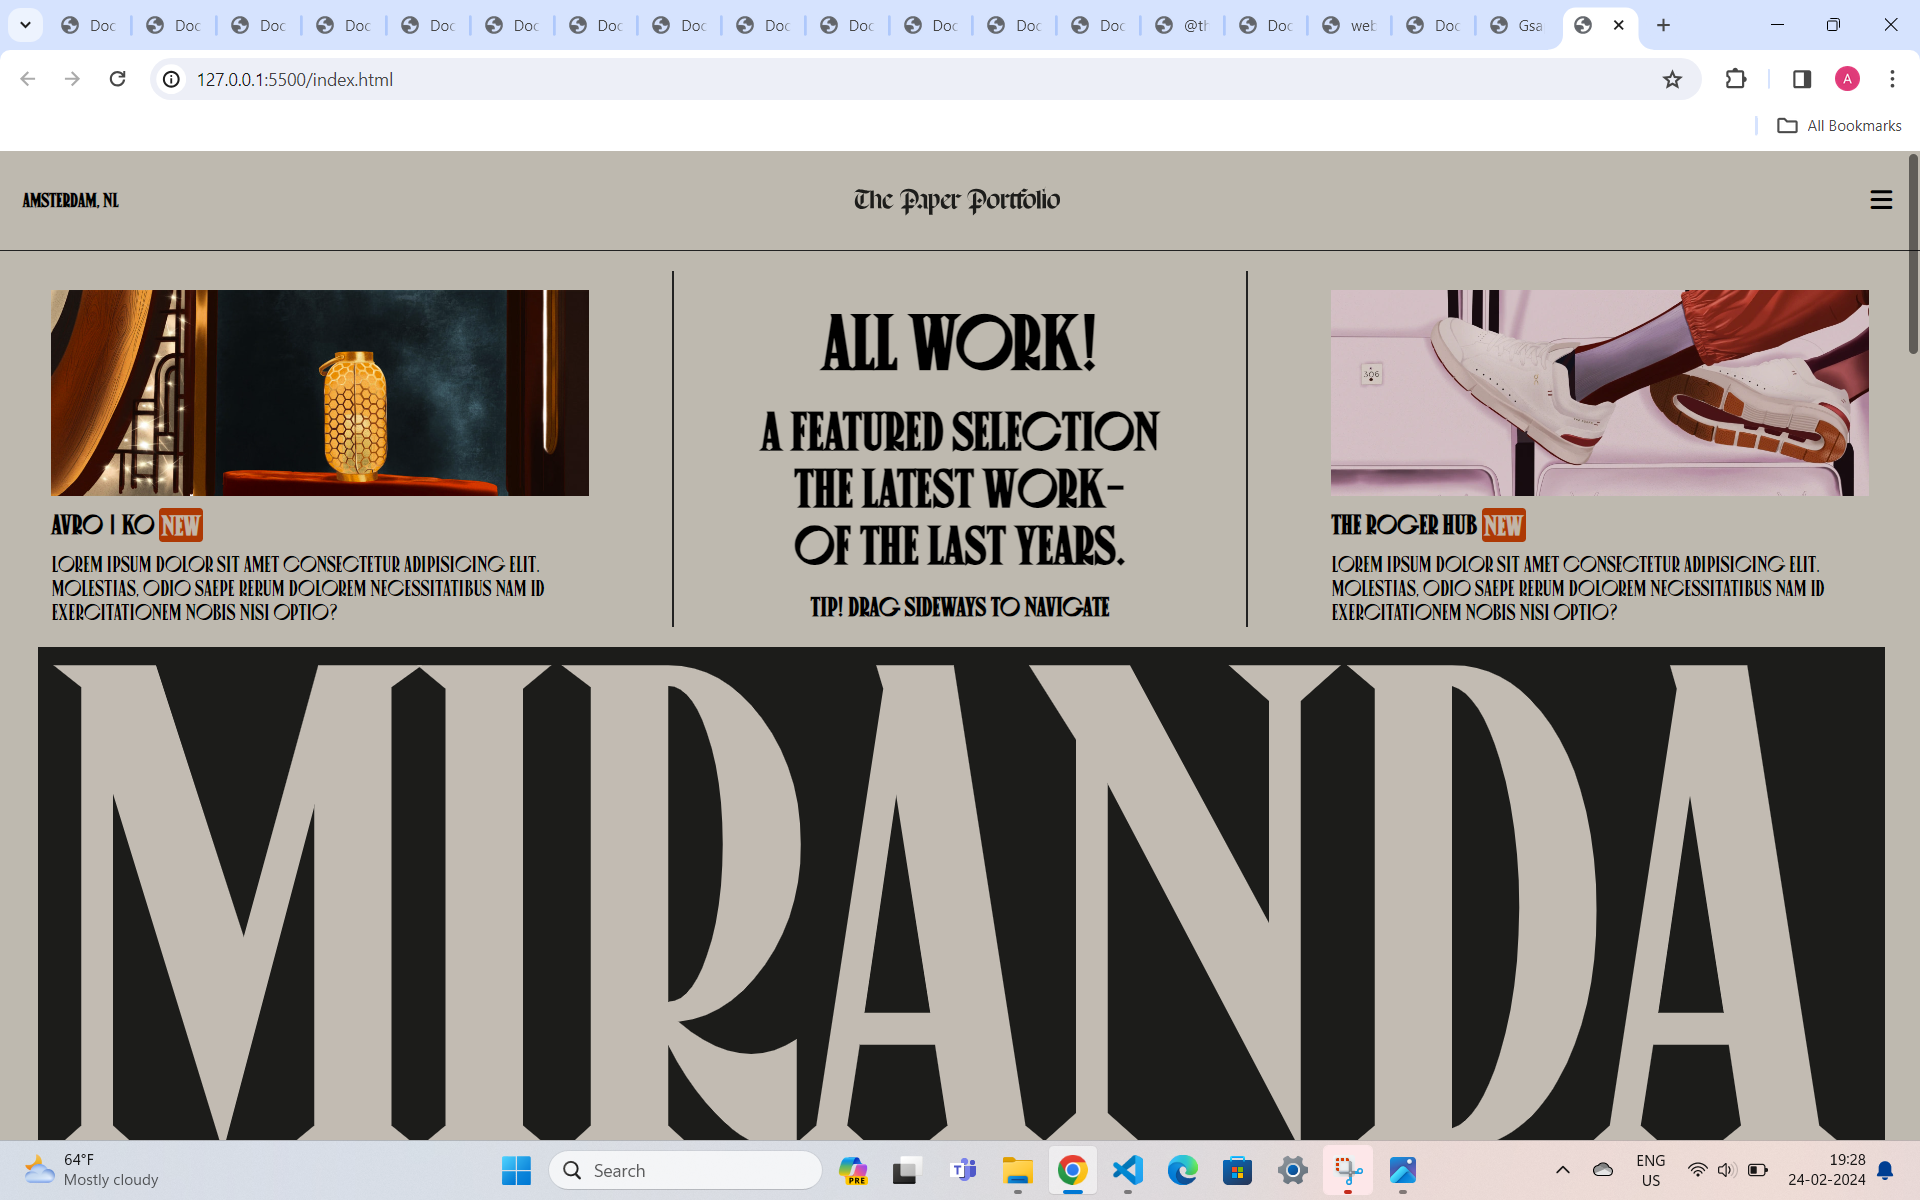 Doc
Doc
Doc
Doc
Doc
Doc
Doc
Doc
Doc
Doc
Doc
Doc
Doc
@th
Doc
web
Doc
Gsa
127.0.0.1:5500/index.html
A
All Bookmarks
AMSTERDAM, NL
The Paper Portfolio
ALL WORK!
A FEATURED SELECTION
THE LATEST WORK-
OF THE LAST YEARS.
TIP! DRAG SIDEWAYS TO NAVIGATE
AVRO | KO NEW
LOREM IPSUM DOLOR SIT AMET CONSECTETUR ADIPISICING ELIT.
MOLESTIAS, ODIO SAEPE RERUM DOLOREM NECESSITATIBUS NAM ID
EXERCITATIONEM NOBIS NISI OPTIO?
306
THE ROGER HUB NEW
LOREM IPSUM DOLOR SIT AMET CONSECTETUR ADIPISICING ELIT.
MOLESTIAS, ODIO SAEPE RERUM DOLOREM NECESSITATIBUS NAM ID
EXERCITATIONEM NOBIS NISI OPTIO?
MIRANDA
64°F
Mostly cloudy
Search
PRE
ENG
US
19:28
24-02-2024